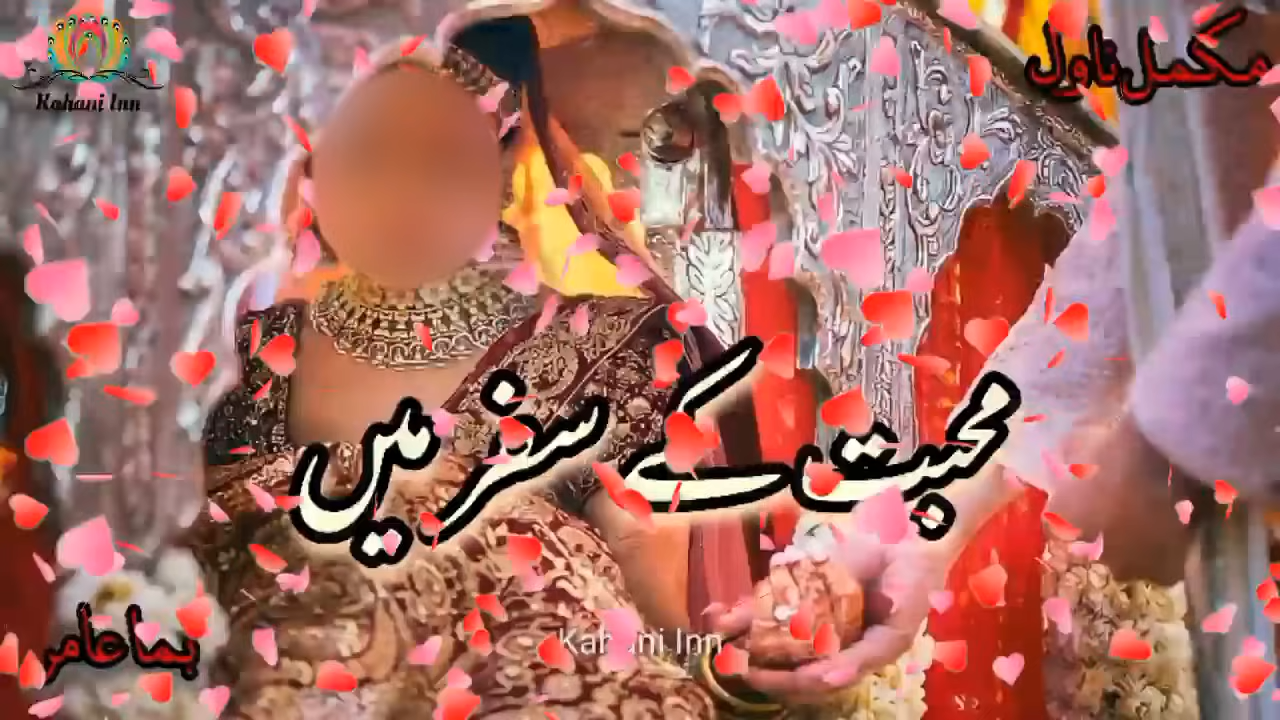 Kahani Inn
مکمل ناول
محبت کے سفر میں
ہما عامر
Kahani Inn